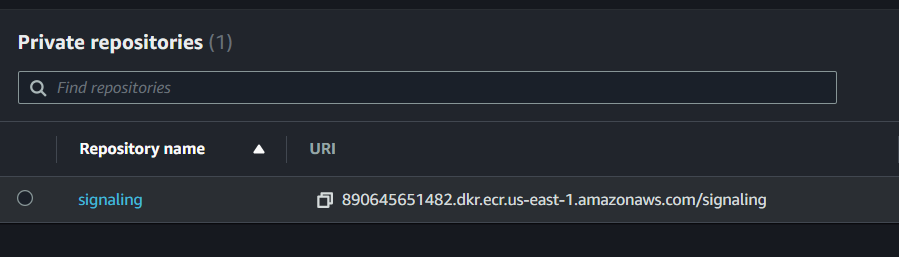 Private repositories (1)
Find repositories
Repository name URI
signaling 890645651482.dkr.ecr.us-east-1.amazonaws.com/signaling